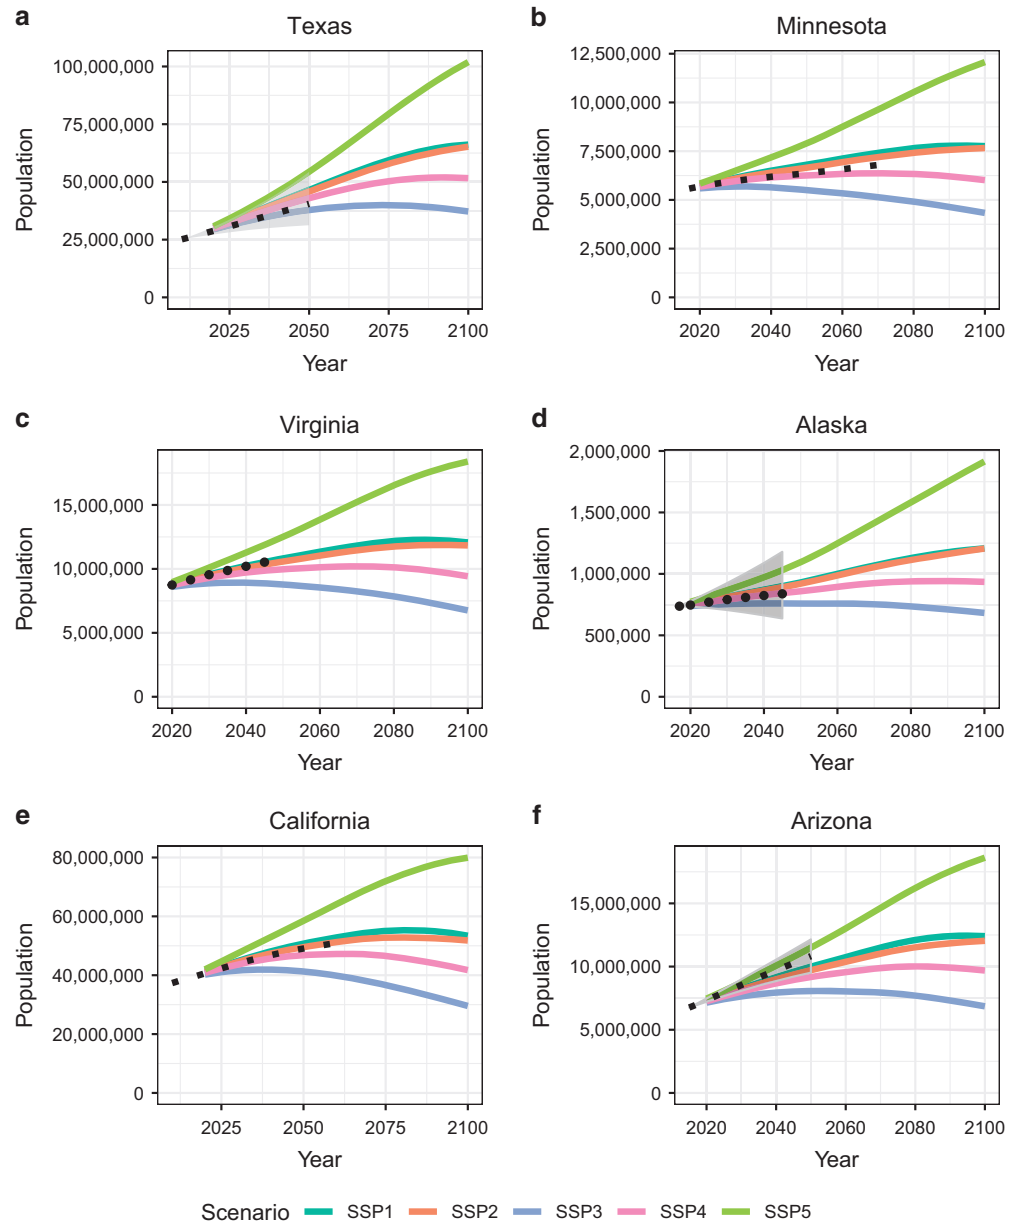 a
Texas
Population
100,000,000
75,000,000
50,000,000
25,000,000
0
2025 2050 2075 2100
Year
b
Minnesota
Population
12,500,000
10,000,000
7,500,000
5,000,000
2,500,000
0
2020 2040 2060 2080 2100
Year
c
Virginia
Population
15,000,000
10,000,000
5,000,000
0
2020 2040 2060 2080 2100
Year
d
Alaska
Population
2,000,000
1,500,000
1,000,000
500,000
0
2020 2040 2060 2080 2100
Year
e
California
Population
80,000,000
60,000,000
40,000,000
20,000,000
0
2025 2050 2075 2100
Year
f
Arizona
Population
15,000,000
10,000,000
5,000,000
0
2020 2040 2060 2080 2100
Year
Scenario SSP1 SSP2 SSP3 SSP4 SSP5